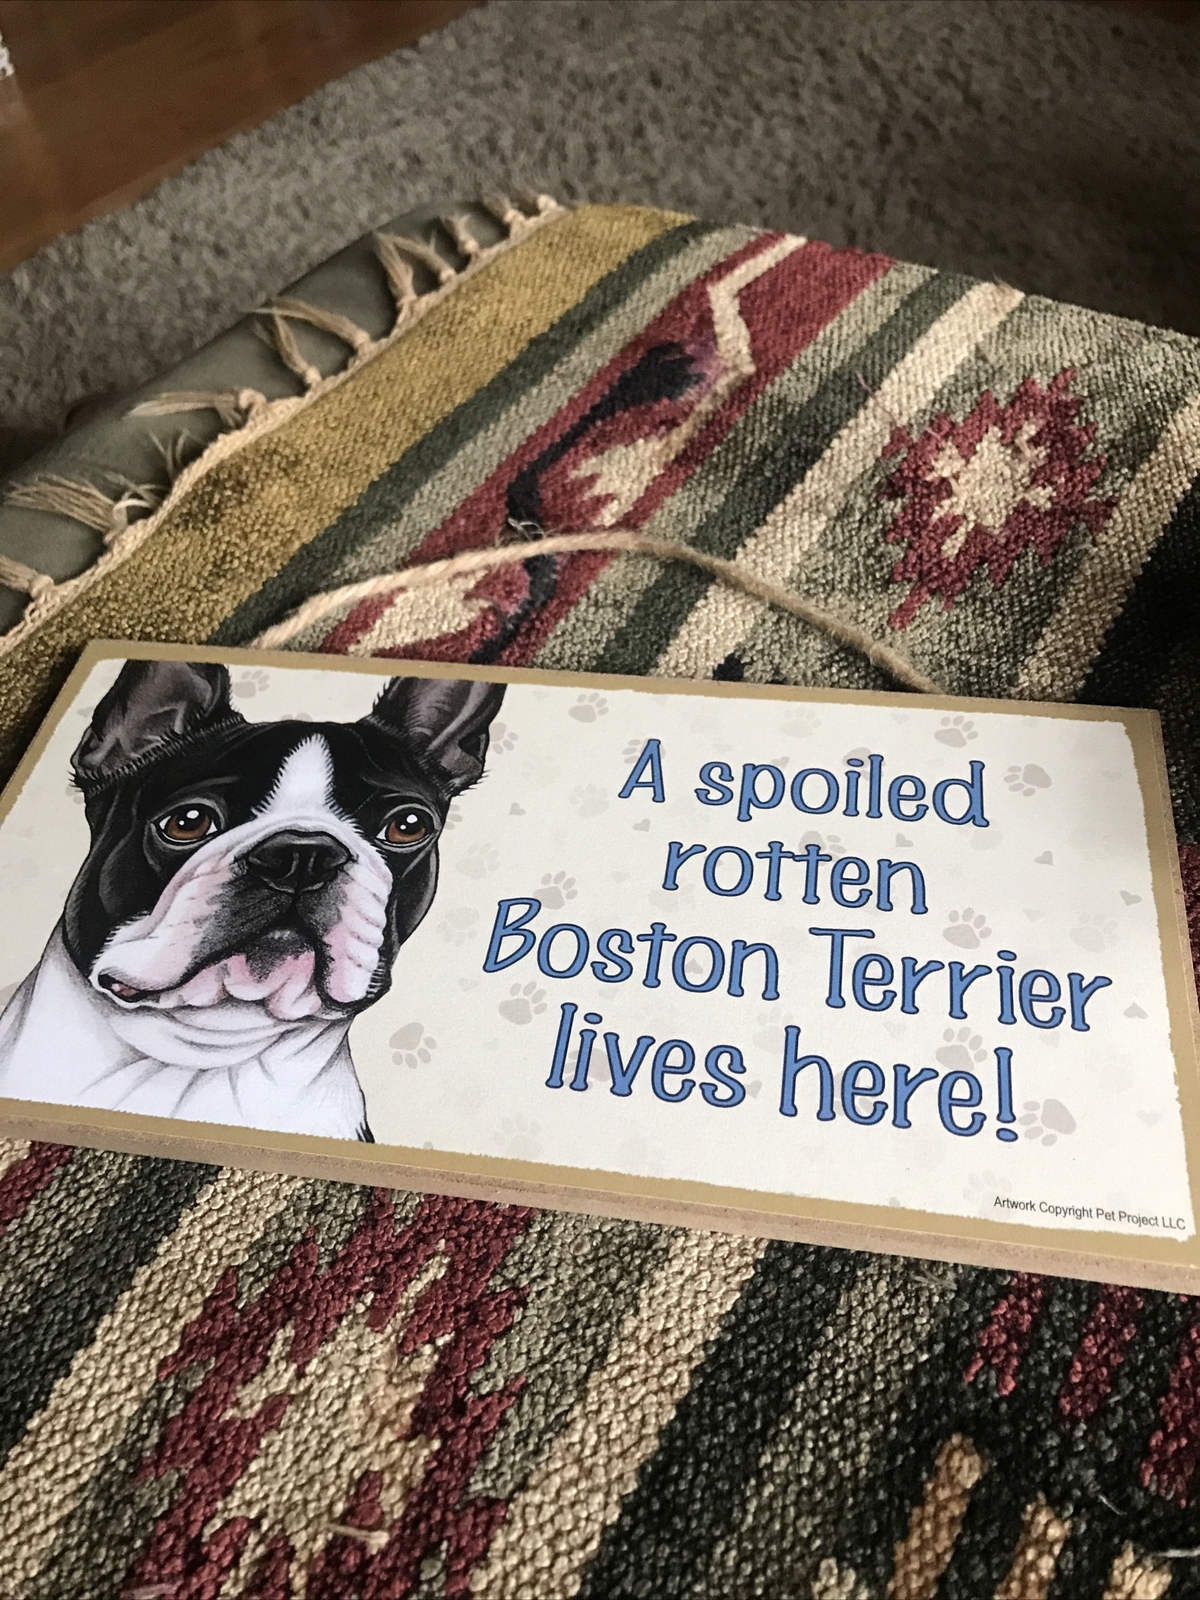 A spoiled
rotten
Boston Terrier
lives here!
Artwork Copyright Pet Project LLC